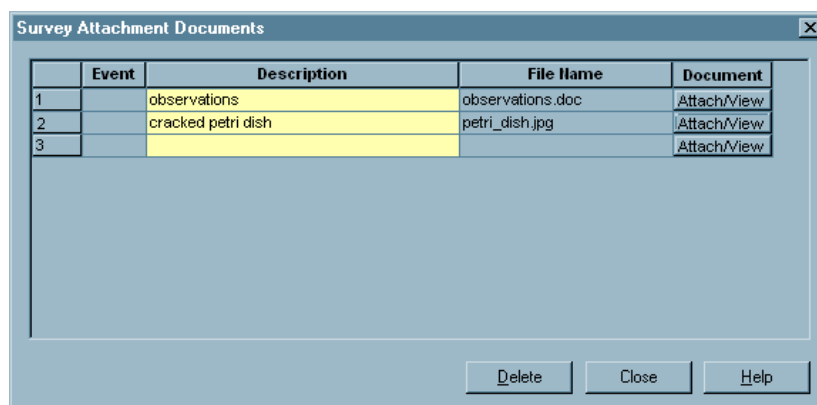 Survey Attachment Documents
Event Description File Name Document
1 observations observations.doc Attach/View
2 cracked petri dish petri_dish.jpg Attach/View
3 Attach/View
Delete Close Help